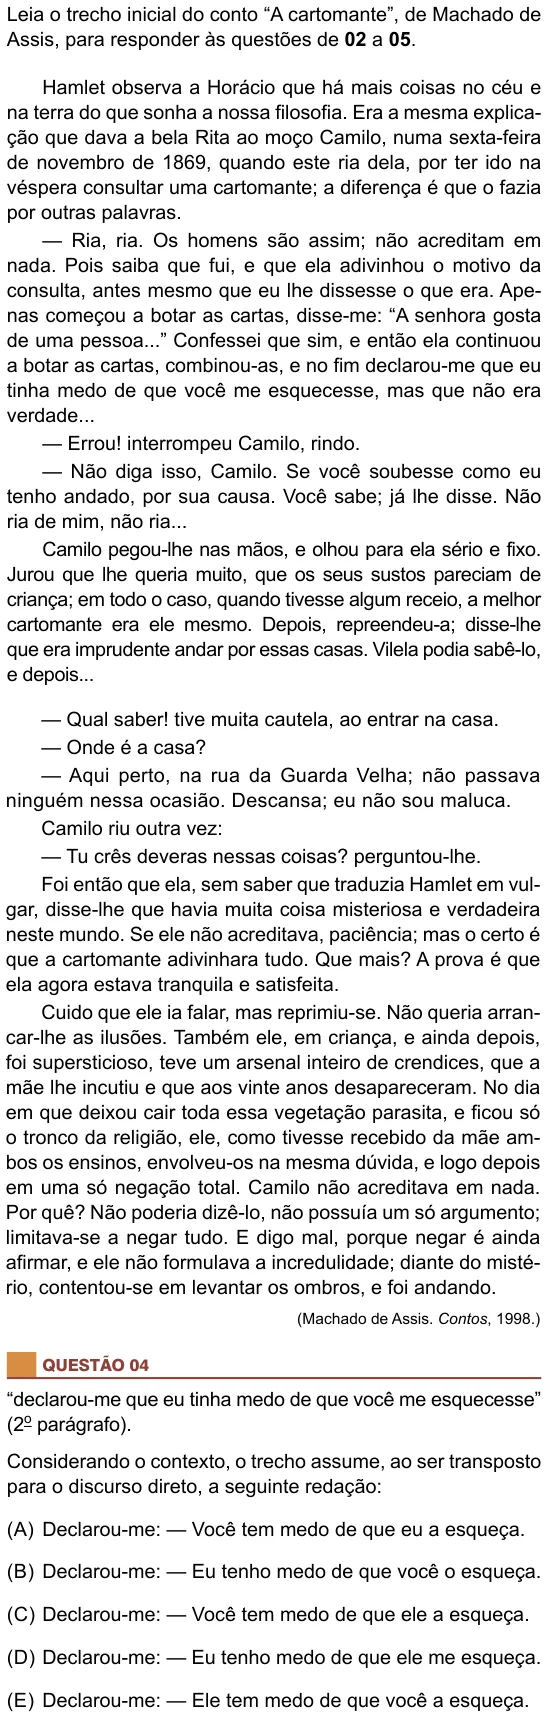 Leia o trecho inicial do conto “A cartomante”, de Machado de
Assis, para responder às questões de 02 a 05.
Hamlet observa a Horácio que há mais coisas no céu e
na terra do que sonha a nossa filosofia. Era a mesma explica-
ção que dava a bela Rita ao moço Camilo, numa sexta-feira
de novembro de 1869, quando este ria dela, por ter ido na
véspera consultar uma cartomante; a diferença é que o fazia
por outras palavras.
— Ria, ria. Os homens são assim; não acreditam em
nada. Pois saiba que fui, e que ela adivinhou o motivo da
consulta, antes mesmo que eu lhe dissesse o que era. Ape-
nas começou a botar as cartas, disse-me: “A senhora gosta
de uma pessoa...” Confessei que sim, e então ela continuou
a botar as cartas, combinou-as, e no fim declarou-me que eu
tinha medo de que você me esquecesse, mas que não era
verdade...
— Errou! interrompeu Camilo, rindo.
— Não diga isso, Camilo. Se você soubesse como eu
tenho andado, por sua causa. Você sabe; já lhe disse. Não
ria de mim, não ria...
Camilo pegou-lhe nas mãos, e olhou para ela sério e fixo.
Jurou que lhe queria muito, que os seus sustos pareciam de
criança; em todo o caso, quando tivesse algum receio, a melhor
cartomante era ele mesmo. Depois, repreendeu-a; disse-lhe
que era imprudente andar por essas casas. Vilela podia sabê-lo,
e depois...
— Qual saber! tive muita cautela, ao entrar na casa.
— Onde é a casa?
— Aqui perto, na rua da Guarda Velha; não passava
ninguém nessa ocasião. Descansa; eu não sou maluca.
Camilo riu outra vez:
— Tu crês deveras nessas coisas? perguntou-lhe.
Foi então que ela, sem saber que traduzia Hamlet em vul-
gar, disse-lhe que havia muita coisa misteriosa e verdadeira
neste mundo. Se ele não acreditava, paciência; mas o certo é
que a cartomante adivinhara tudo. Que mais? A prova é que
ela agora estava tranquila e satisfeita.
Cuido que ele ia falar, mas reprimiu-se. Não queria arran-
car-lhe as ilusões. Também ele, em criança, e ainda depois,
foi supersticioso, teve um arsenal inteiro de crendices, que a
mãe lhe incutiu e que aos vinte anos desapareceram. No dia
em que deixou cair toda essa vegetação parasita, e ficou só
o tronco da religião, ele, como tivesse recebido da mãe am-
bos os ensinos, envolveu-os na mesma dúvida, e logo depois
em uma só negação total. Camilo não acreditava em nada.
Por quê? Não poderia dizê-lo, não possuía um só argumento;
limitava-se a negar tudo. E digo mal, porque negar é ainda
afirmar, e ele não formulava a incredulidade; diante do misté-
rio, contentou-se em levantar os ombros, e foi andando.
(Machado de Assis. Contos, 1998.)
QUESTÃO 04
“declarou-me que eu tinha medo de que você me esquecesse”
(2º parágrafo).
Considerando o contexto, o trecho assume, ao ser transposto
para o discurso direto, a seguinte redação:
(A) Declarou-me: — Você tem medo de que eu a esqueça.
(B) Declarou-me: — Eu tenho medo de que você o esqueça.
(C) Declarou-me: — Você tem medo de que ele a esqueça.
(D) Declarou-me: — Eu tenho medo de que ele me esqueça.
(E) Declarou-me: — Ele tem medo de que você a esqueça.